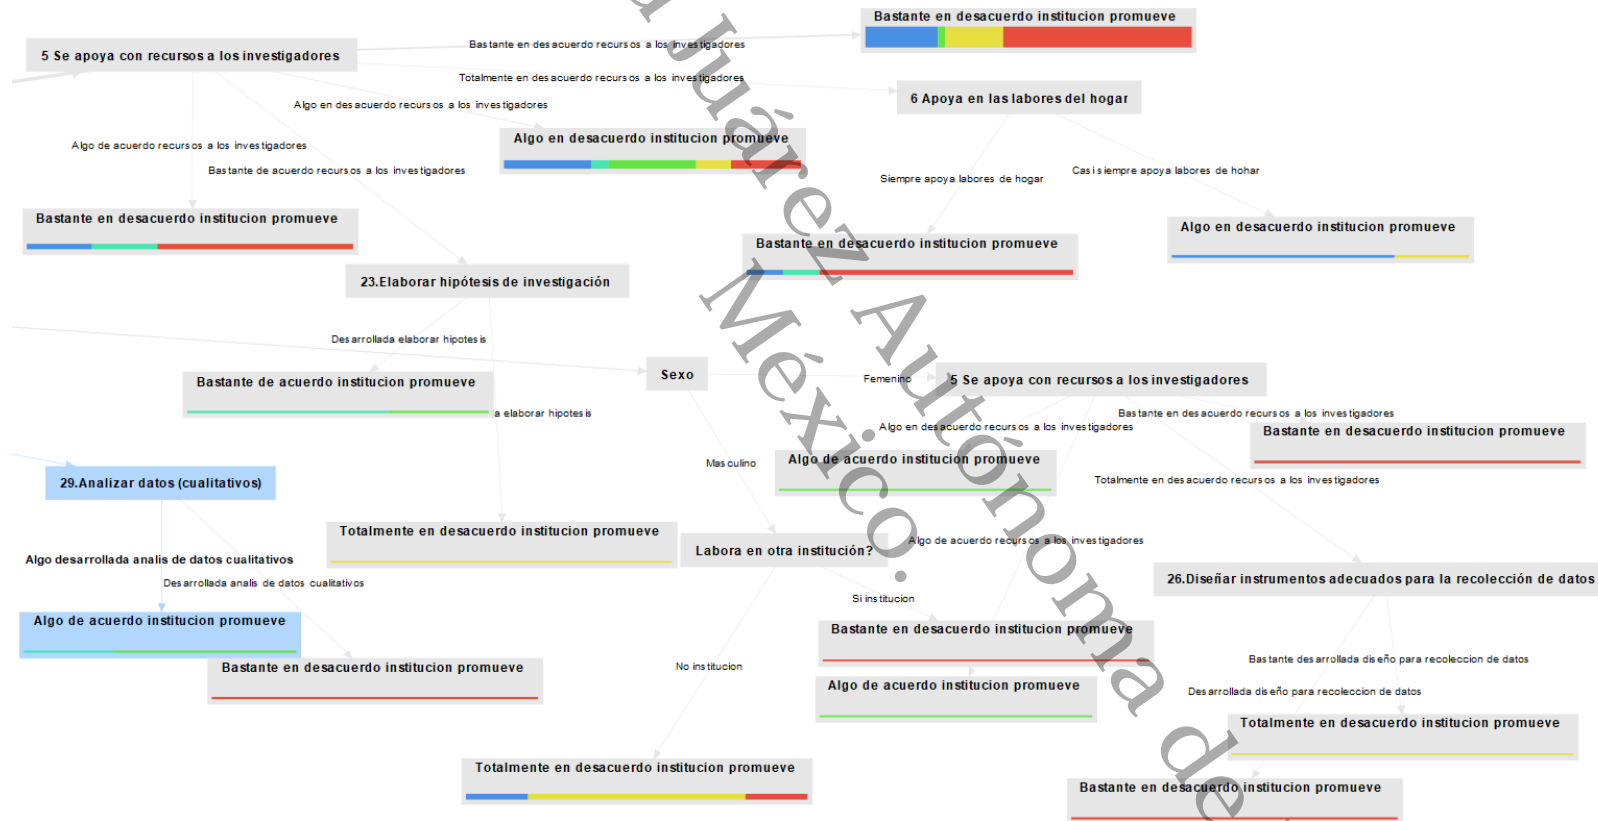 Bastante en desacuerdo institucion promueve
5 Se apoya con recursos a los investigadores
Bastante en desacuerdo recursos a los investigadores
Totalmente en desacuerdo recursos a los investigadores
6 Apoya en las labores del hogar
Algo en desacuerdo recursos a los investigadores
Algo en desacuerdo institucion promueve
Algo de acuerdo recursos a los investigadores
Bastante de acuerdo recursos a los investigadores
Siempre apoya labores de hogar
Casi siempre apoya labores de hohar
Bastante en desacuerdo institucion promueve
Algo en desacuerdo institucion promueve
Bastante en desacuerdo institucion promueve
23.Elaborar hipótesis de investigación
Desarrollada elaborar hipotesis
Sexo
Femenino
5 Se apoya con recursos a los investigadores
Bastante de acuerdo institucion promueve
a elaborar hipotesis
Bastante en desacuerdo recursos a los investigadores
Algo en desacuerdo recursos a los investigadores
Bastante en desacuerdo institucion promueve
Masculino
Algo de acuerdo institucion promueve
Totalmente en desacuerdo recursos a los investigadores
29.Analizar datos (cualitativos)
Totalmente en desacuerdo institucion promueve
Labora en otra institución?
Algo de acuerdo recursos a los investigadores
Algo desarrollada analis de datos cualitativos
Desarrollada analis de datos cualitativos
26.Diseñar instrumentos adecuados para la recolección de datos
Si institucion
Algo de acuerdo institucion promueve
Bastante en desacuerdo institucion promueve
Bastante en desacuerdo institucion promueve
No institucion
Bastante desarrollada diseño para recoleccion de datos
Algo de acuerdo institucion promueve
Desarrollada diseño para recoleccion de datos
Totalmente en desacuerdo institucion promueve
Totalmente en desacuerdo institucion promueve
Bastante en desacuerdo institucion promueve
Juárez Autónoma de
México.